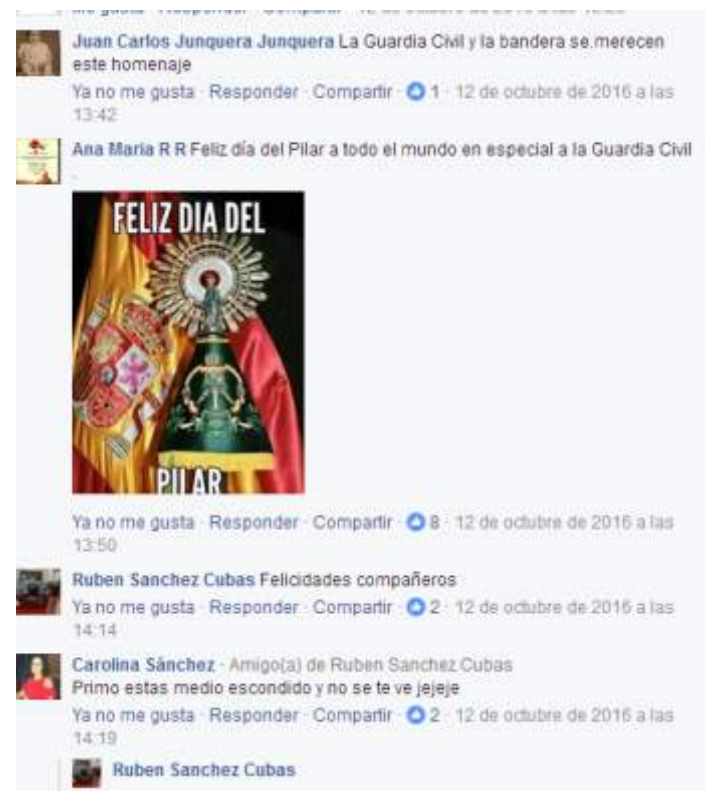 Juan Carlos Junquera Junquera La Guardia Civil y la bandera se.merecen
este homenaje
Ya no me gusta · Responder · Compartir · 1 · 12 de octubre de 2016 a las
13:42
Ana Maria R R Feliz día del Pilar a todo el mundo en especial a la Guardia Civil
.
FELIZ DIA DEL
PILAR
Ya no me gusta · Responder · Compartir · 8 · 12 de octubre de 2016 a las
13:50
Ruben Sanchez Cubas Felicidades compañeros
Ya no me gusta · Responder · Compartir · 2 · 12 de octubre de 2016 a las
14:14
Carolina Sánchez · Amigo(a) de Ruben Sanchez Cubas
Primo estas medio escondido y no se te ve jejeje
Ya no me gusta · Responder · Compartir · 2 · 12 de octubre de 2016 a las
14:19
Ruben Sanchez Cubas